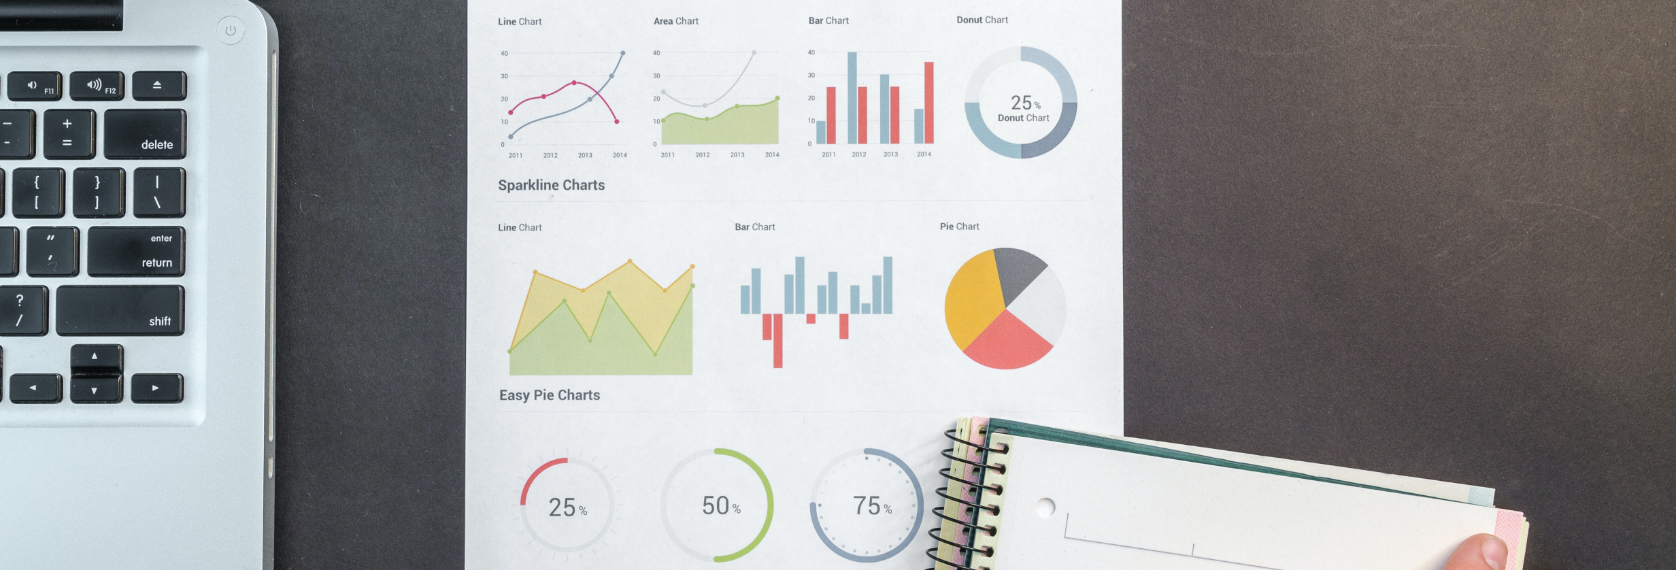 F11
F12
delete
enter
return
shift
Line Chart
Area Chart
Bar Chart
Donut Chart
40
30
20
10
0
2011 2012 2013 2014
40
30
20
10
0
2011 2012 2013 2014
40
30
20
10
0
2011 2012 2013 2014
25%
Donut Chart
Sparkline Charts
Line Chart
Bar Chart
Pie Chart
Easy Pie Charts
25%
50%
75%